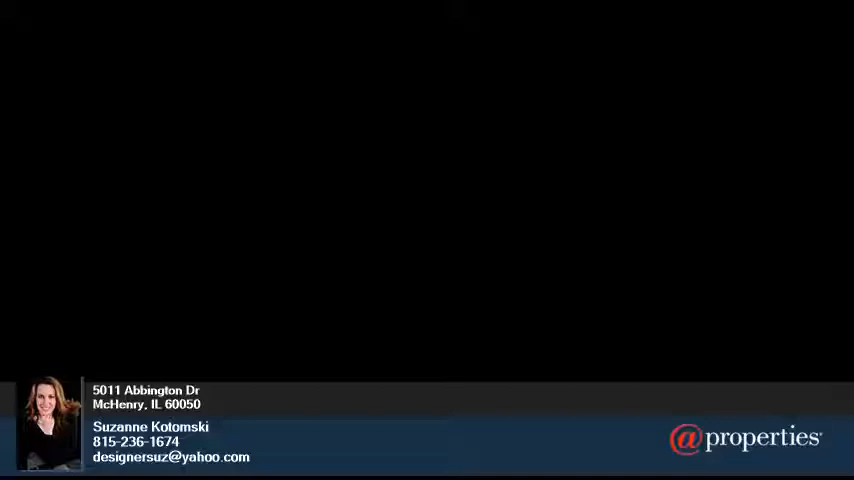 5011 Abbington Dr
McHenry, IL 60050
Suzanne Kotomski
815-236-1674
designersuz@yahoo.com
@properties